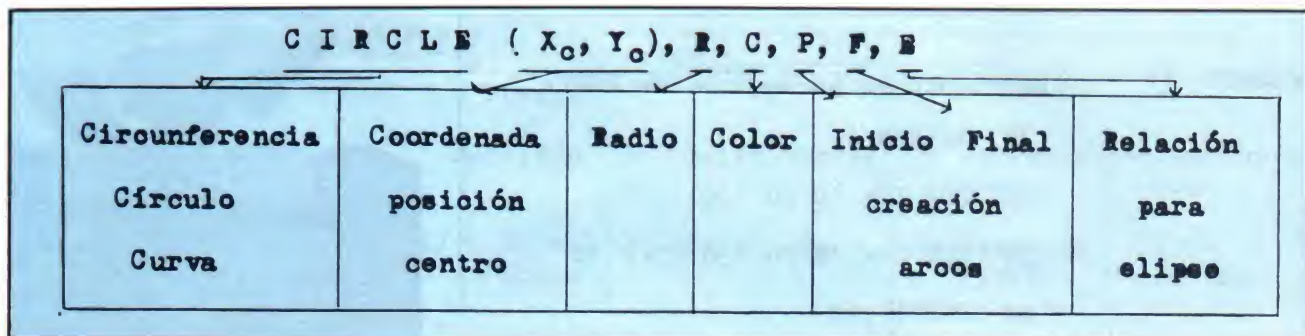 C I R C L E ( Xc, Yc), R, C, P, F, E
Circunferencia Coordenada Radio Color Inicio Final Relación
Círculo posición creación para
Curva centro arcos elipse